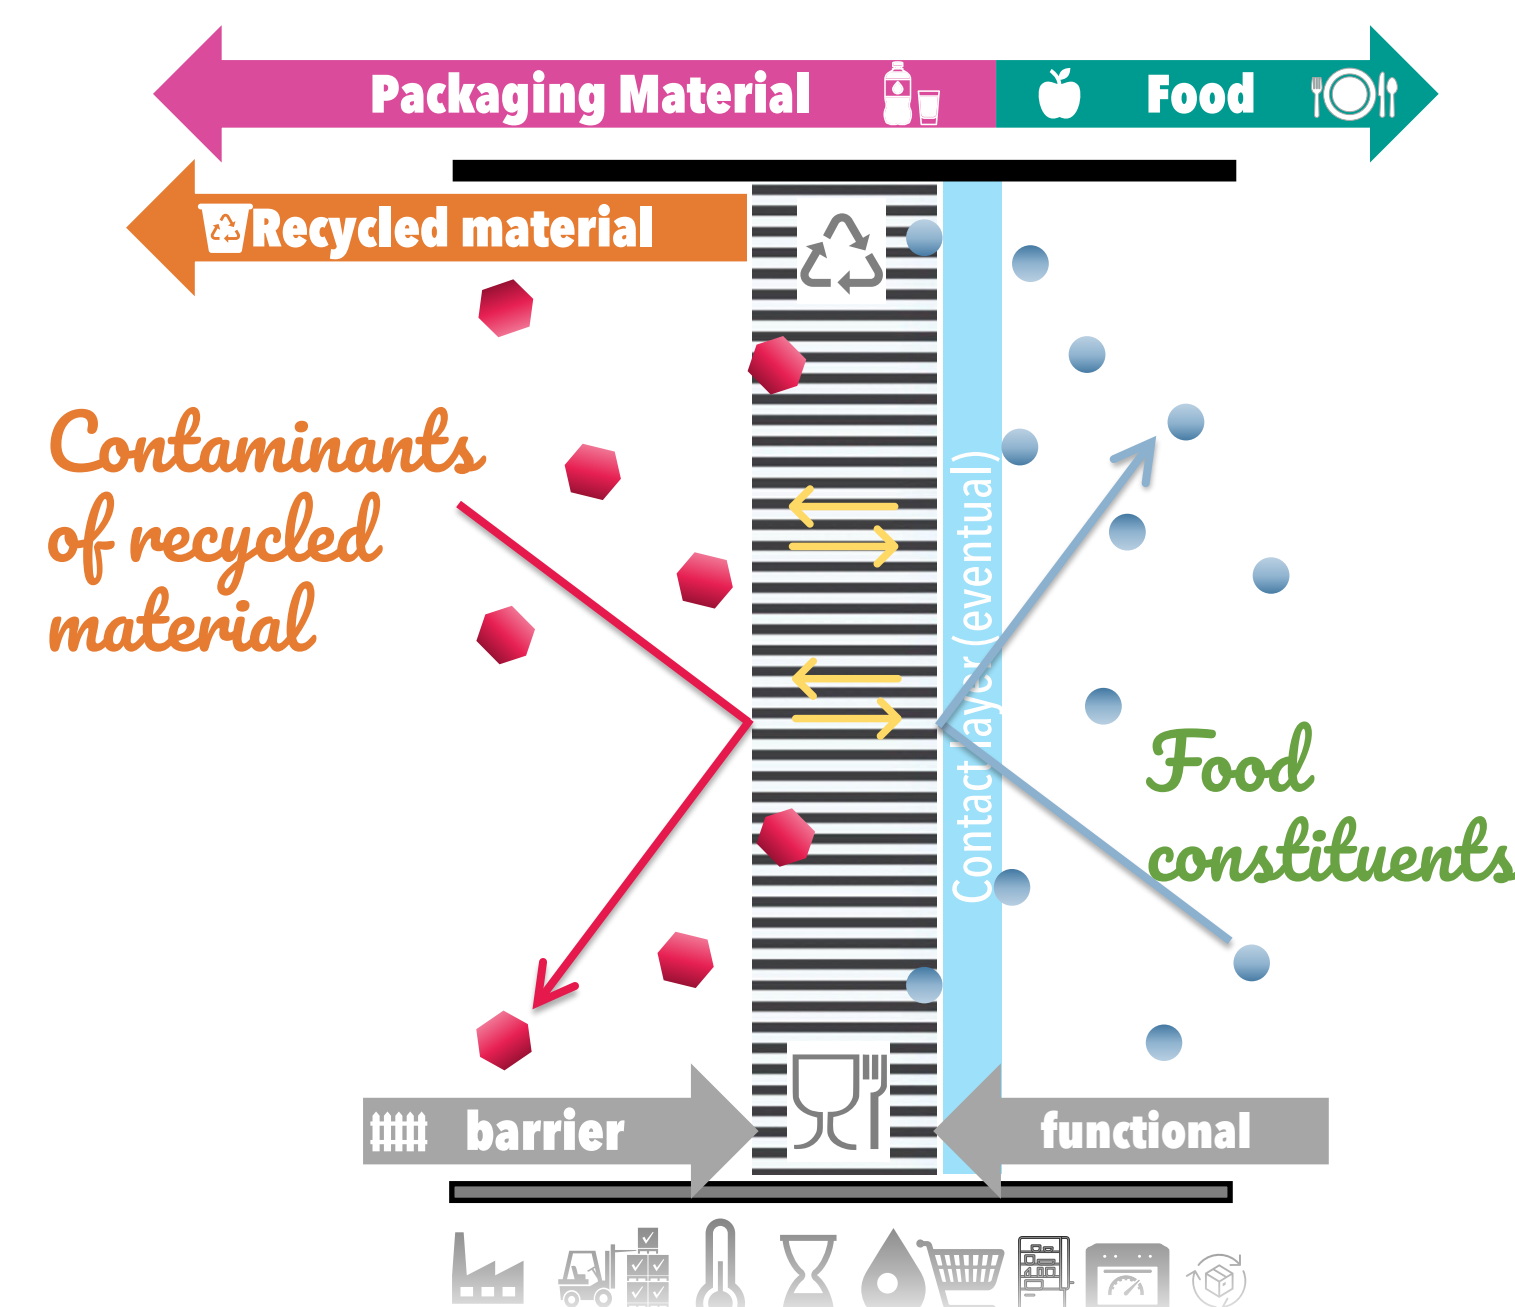 Packaging Material
Food
Recycled material
Contaminants
of recycled
material
Contact layer (eventual)
Food
constituents
barrier
functional